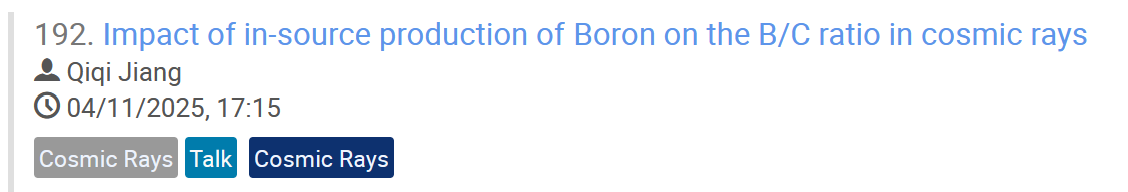 192. Impact of in-source production of Boron on the B/C ratio in cosmic rays
Qiqi Jiang
04/11/2025, 17:15
Cosmic Rays Talk Cosmic Rays